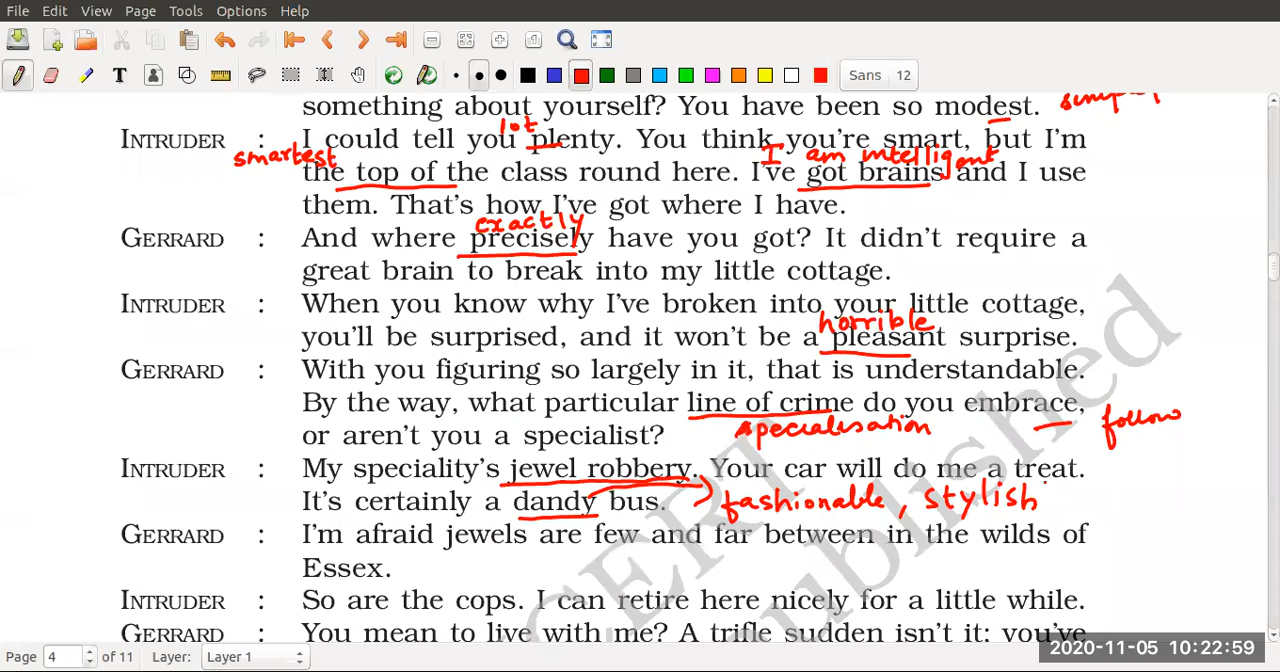 File Edit View Page Tools Options Help
T Sans 12
something about yourself? You have been so modest.
lot
INTRUDER : I could tell you plenty. You think you're smart, but I'm
smartest I am intelligent
the top of the class round here. I've got brains and I use
them. That's how I've got where I have.
exactly
GERRARD : And where precisely have you got? It didn't require a
great brain to break into my little cottage.
INTRUDER : When you know why I've broken into your little cottage,
horrible
you'll be surprised, and it won't be a pleasant surprise.
GERRARD : With you figuring so largely in it, that is understandable.
By the way, what particular line of crime do you embrace,
specialisation follow
or aren't you a specialist?
INTRUDER : My speciality's jewel robbery. Your car will do me a treat.
It's certainly a dandy bus. fashionable, stylish
GERRARD : I'm afraid jewels are few and far between in the wilds of
Essex.
INTRUDER : So are the cops. I can retire here nicely for a little while.
GERRARD : You mean to live with me? A trifle sudden isn't it; you've
Page 4 of 11 Layer: Layer 1 2020-11-05 10:22:59